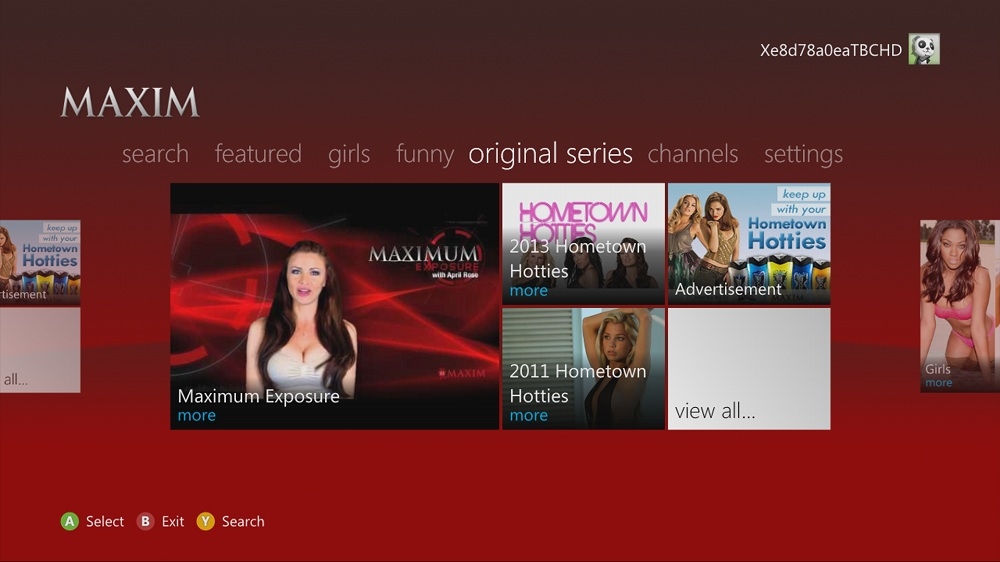 Xe8d78a0eaTBCHD
MAXIM
search featured girls funny original series channels settings
keep up
with your
Hometown
Hotties
tisement
all...
MAXIMUM
EXPOSURE
with April Rose
MAXIM
Maximum Exposure
more
HOMETOWN
HOTTIES
2013 Hometown
Hotties
more
keep up
with your
Hometown
Hotties
MAXIM
Advertisement
2011 Hometown
Hotties
more
view all...
Girls
more
A Select B Exit Y Search